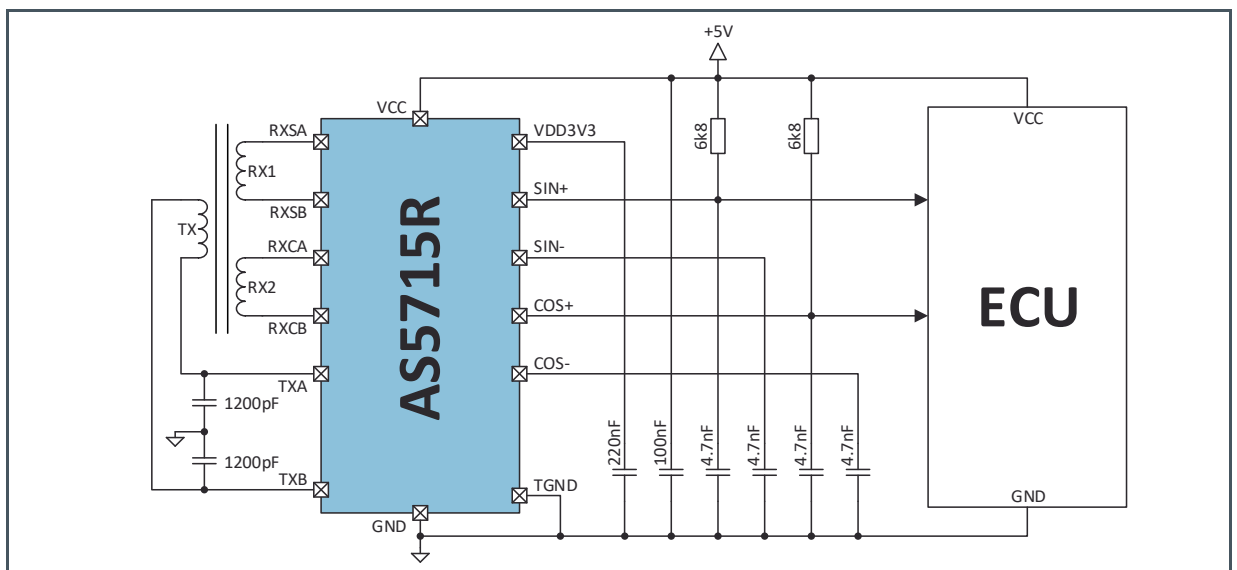 +5V
VCC
VCC
RXSA
VDD3V3
6k8
6k8
RX1
SIN+
RXSB
TX
RXCA
SIN-
RX2
COS+
RXCB
AS5715R
ECU
TXA
COS-
1200pF
220nF
100nF
4.7nF
4.7nF
4.7nF
4.7nF
1200pF
TXB
TGND
GND
GND